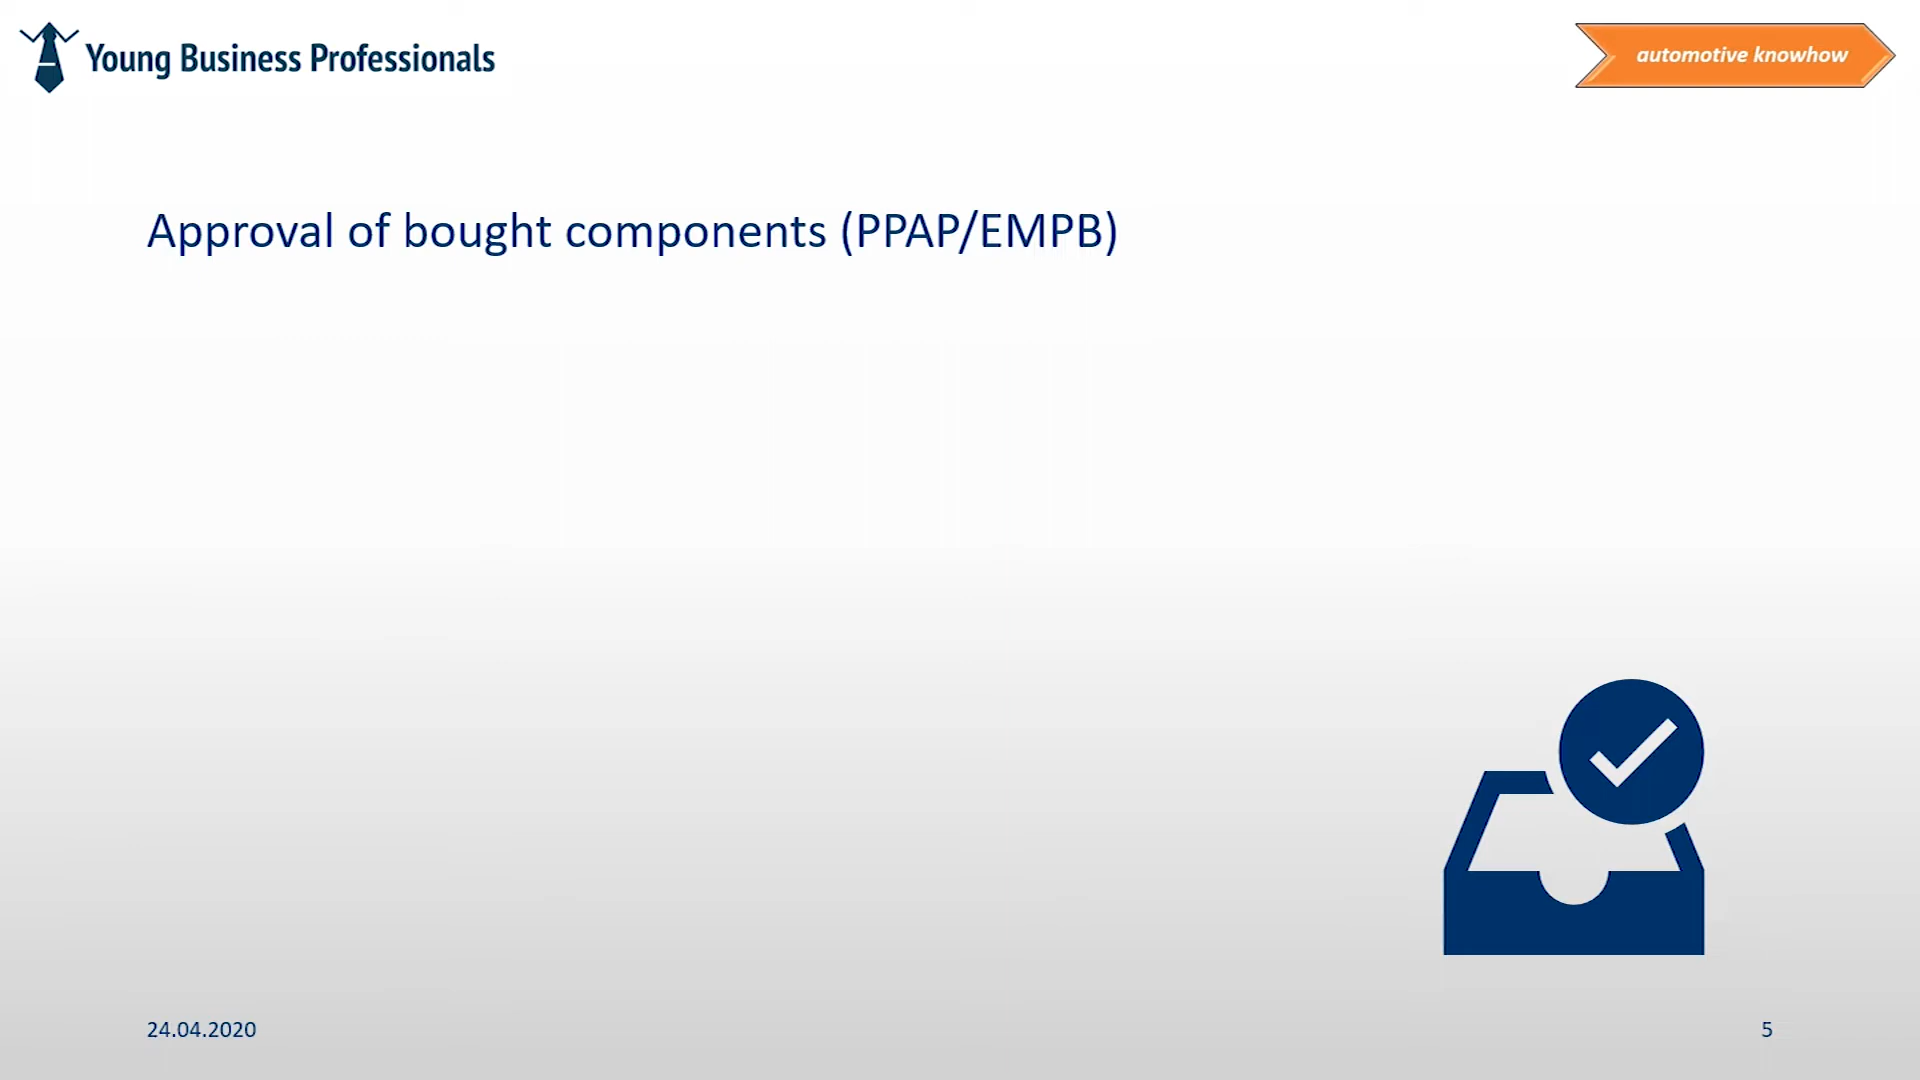 Young Business Professionals
automotive knowhow
Approval of bought components (PPAP/EMPB)
24.04.2020
5